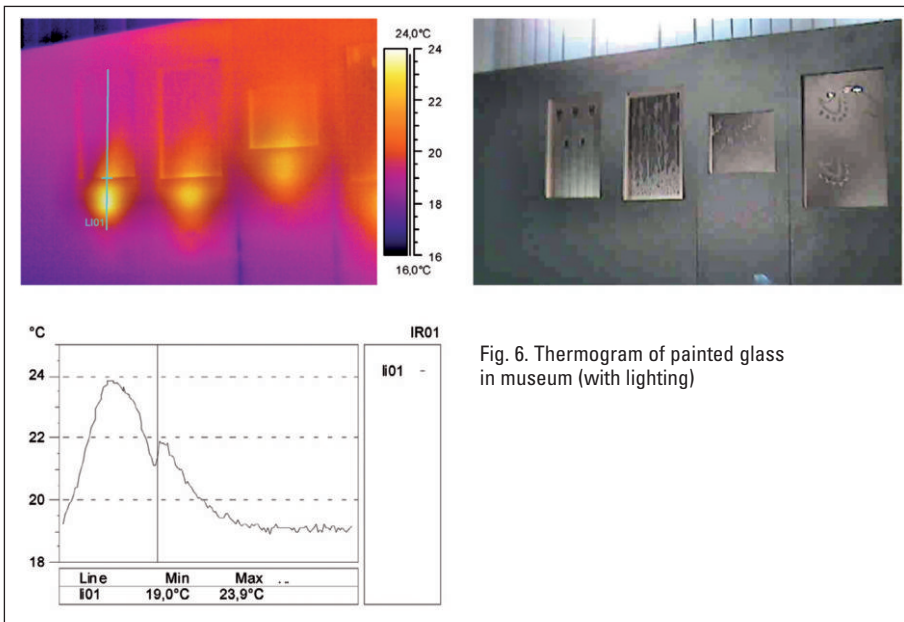 24,0°C
24
22
20
18
16
16,0°C
LI01
°C
IR01
24
22
20
18
li01 -
Line Min Max ..
li01 19,0°C 23,9°C
Fig. 6. Thermogram of painted glass
in museum (with lighting)